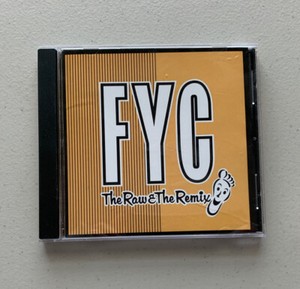 FYC
The Raw & The Remix